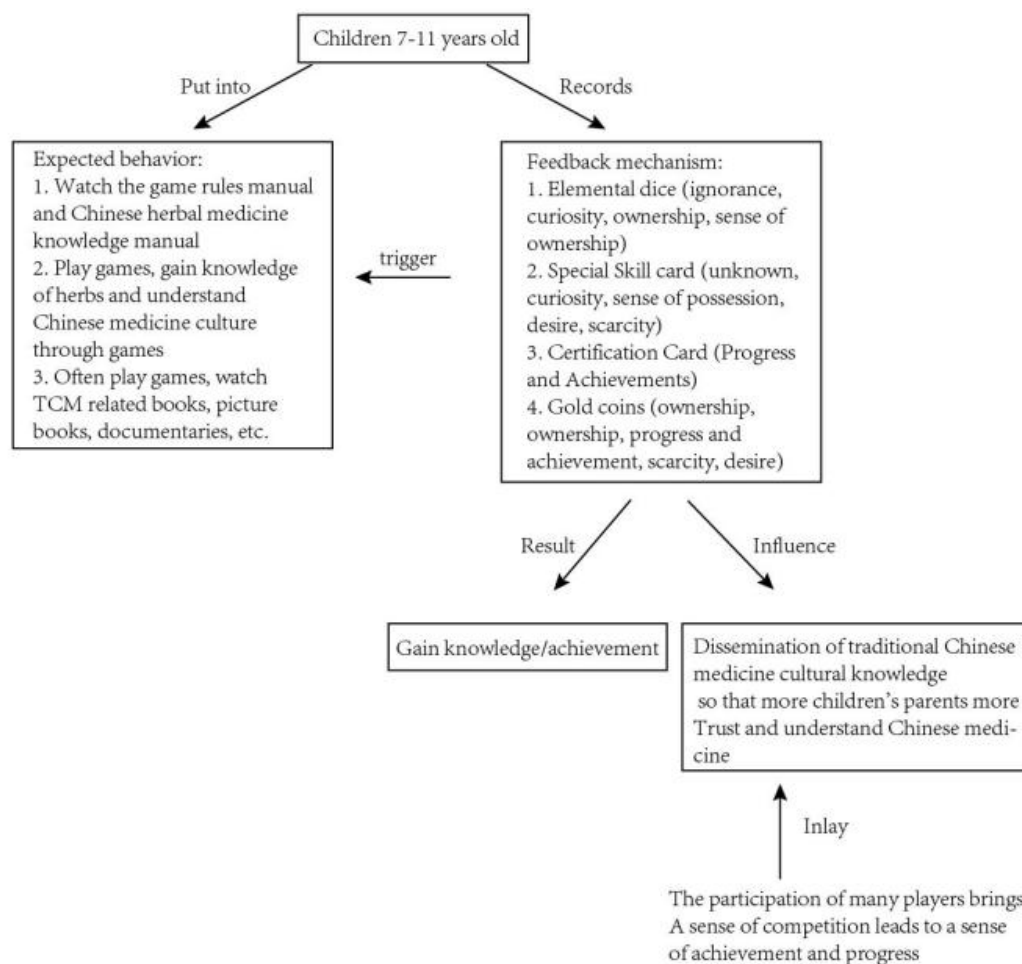 Children 7-11 years old
Put into
Records
Expected behavior:
1. Watch the game rules manual
and Chinese herbal medicine
knowledge manual
2. Play games, gain knowledge
of herbs and understand
Chinese medicine culture
through games
3. Often play games, watch
TCM related books, picture
books, documentaries, etc.
trigger
Feedback mechanism:
1. Elemental dice (ignorance,
curiosity, ownership, sense of
ownership)
2. Special Skill card (unknown,
curiosity, sense of possession,
desire, scarcity)
3. Certification Card (Progress
and Achievements)
4. Gold coins (ownership,
ownership, progress and
achievement, scarcity, desire)
Result
Influence
Gain knowledge/achievement
Dissemination of traditional Chinese
medicine cultural knowledge
so that more children's parents more
Trust and understand Chinese medi-
cine
Inlay
The participation of many players brings
A sense of competition leads to a sense
of achievement and progress